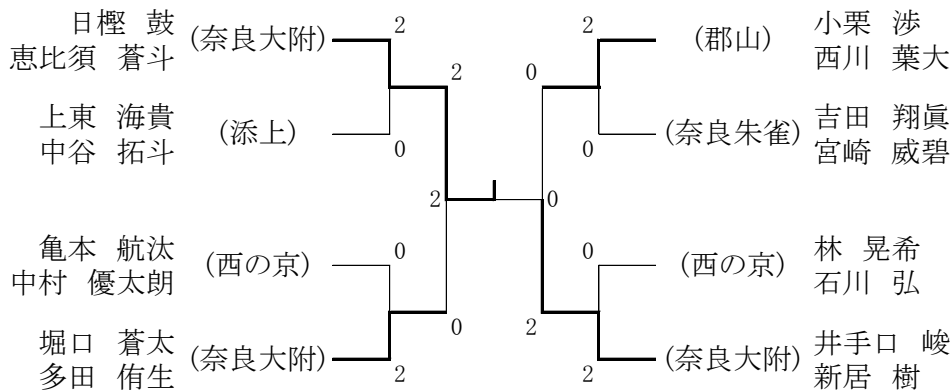 日樫 鼓
恵比須 蒼斗
(奈良大附)
2
上東 海貴
中谷 拓斗
(添上)
0
2
亀本 航汰
中村 優太朗
(西の京)
0
堀口 蒼太
多田 侑生
(奈良大附)
2
0
2
0
小栗 渉
西川 葉大
(郡山)
2
吉田 翔眞
宮崎 威碧
(奈良朱雀)
0
0
林 晃希
石川 弘
(西の京)
0
井手口 峻
新居 樹
(奈良大附)
2
2